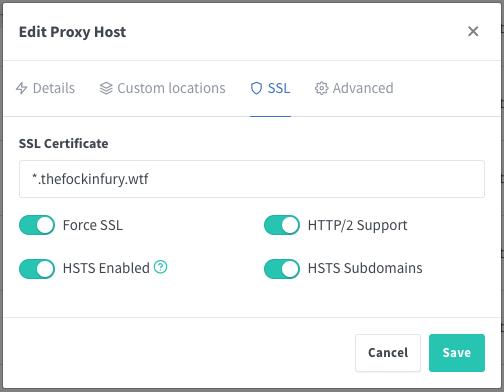 Edit Proxy Host
Details
Custom locations
SSL
Advanced
SSL Certificate
*.thefockinfury.wtf
Force SSL
HTTP/2 Support
HSTS Enabled
HSTS Subdomains
Cancel
Save